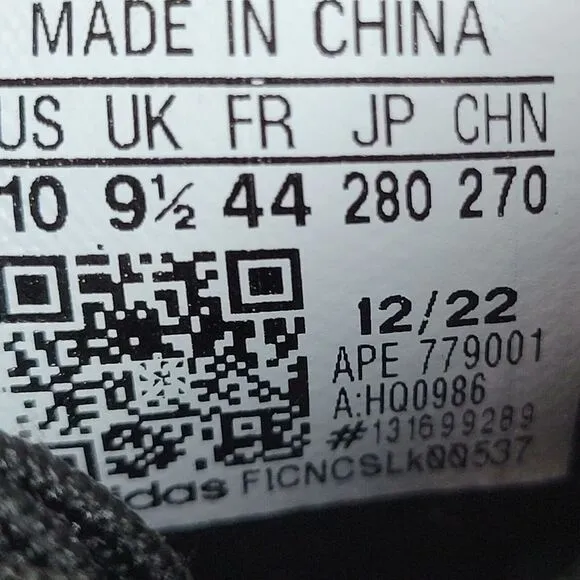 MADE IN CHINA
US UK FR JP CHN
10 9½ 44 280 270
12/22
APE 779001
A:HQ0986
#131699289
adidas F1CNCSLk00537